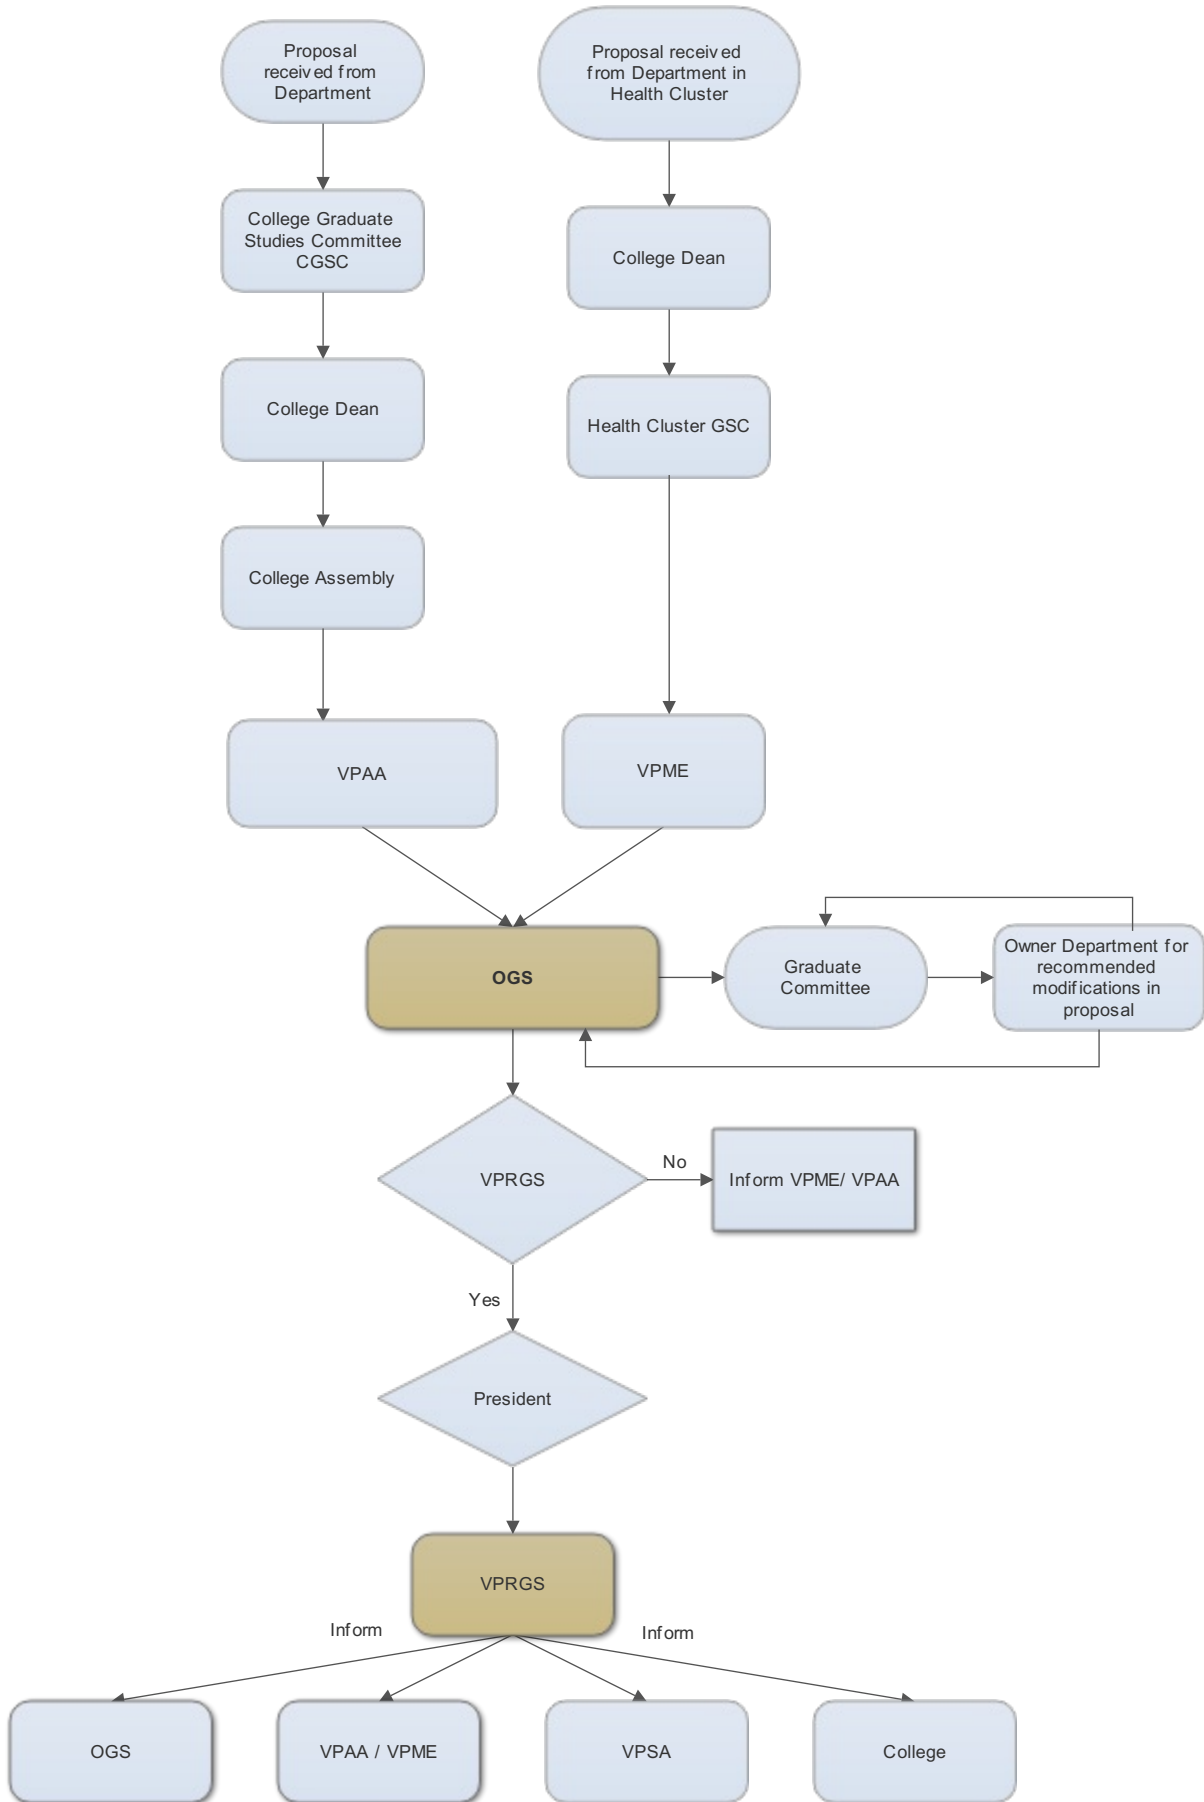 Proposal
received from
Department
Proposal received
from Department in
Health Cluster
College Graduate
Studies Committee
CGSC
College Dean
College Dean
Health Cluster GSC
College Assembly
VPAA
VPME
OGS
Graduate
Committee
Owner Department for
recommended
modifications in
proposal
VPRGS
No
Inform VPME/ VPAA
Yes
President
VPRGS
Inform
Inform
OGS
VPAA / VPME
VPSA
College